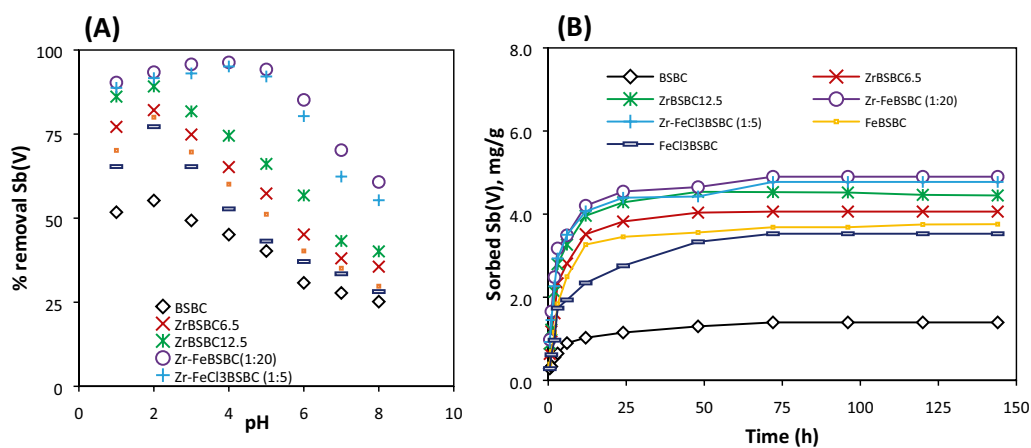 (A)
% removal Sb(V)
100
75
50
25
0
0
2
4
6
8
10
pH
BSBC
ZrBSBC6.5
ZrBSBC12.5
Zr-FeBSBC(1:20)
Zr-FeCl3BSBC (1:5)
(B)
Sorbed Sb(V), mg/g
8.0
6.0
4.0
2.0
0.0
0
25
50
75
100
125
150
Time (h)
BSBC
ZrBSBC6.5
ZrBSBC12.5
Zr-FeBSBC (1:20)
Zr-FeCl3BSBC (1:5)
FeBSBC
FeCl3BSBC